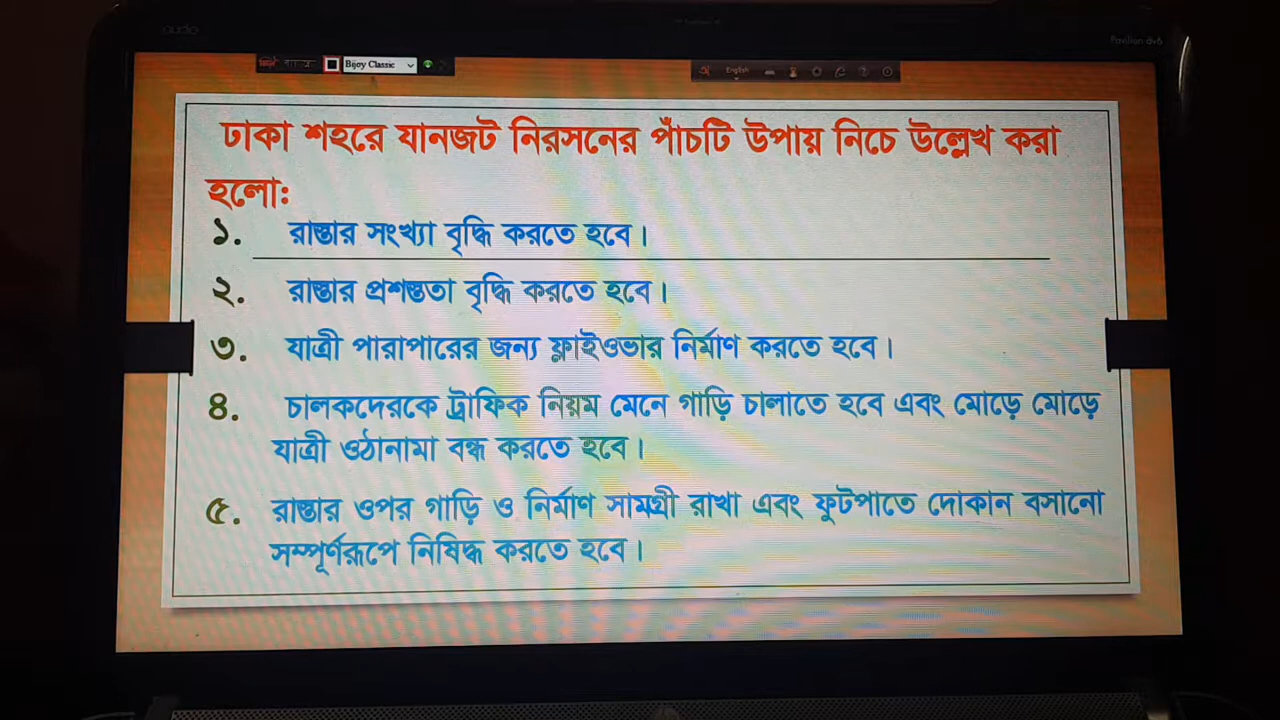 Pavilion dv6
Bijoy Classic
English
ঢাকা শহরে যানজট নিরসনের পাঁচটি উপায় নিচে উল্লেখ করা
হলো:
১. রাস্তার সংখ্যা বৃদ্ধি করতে হবে।
২. রাস্তার প্রশস্ততা বৃদ্ধি করতে হবে।
৩. যাত্রী পারাপারের জন্য ফ্লাইওভার নির্মাণ করতে হবে।
৪. চালকদেরকে ট্রাফিক নিয়ম মেনে গাড়ি চালাতে হবে এবং মোড়ে মোড়ে
যাত্রী ওঠানামা বন্ধ করতে হবে।
৫. রাস্তার ওপর গাড়ি ও নির্মাণ সামগ্রী রাখা এবং ফুটপাতে দোকান বসানো
সম্পূর্ণরূপে নিষিদ্ধ করতে হবে।